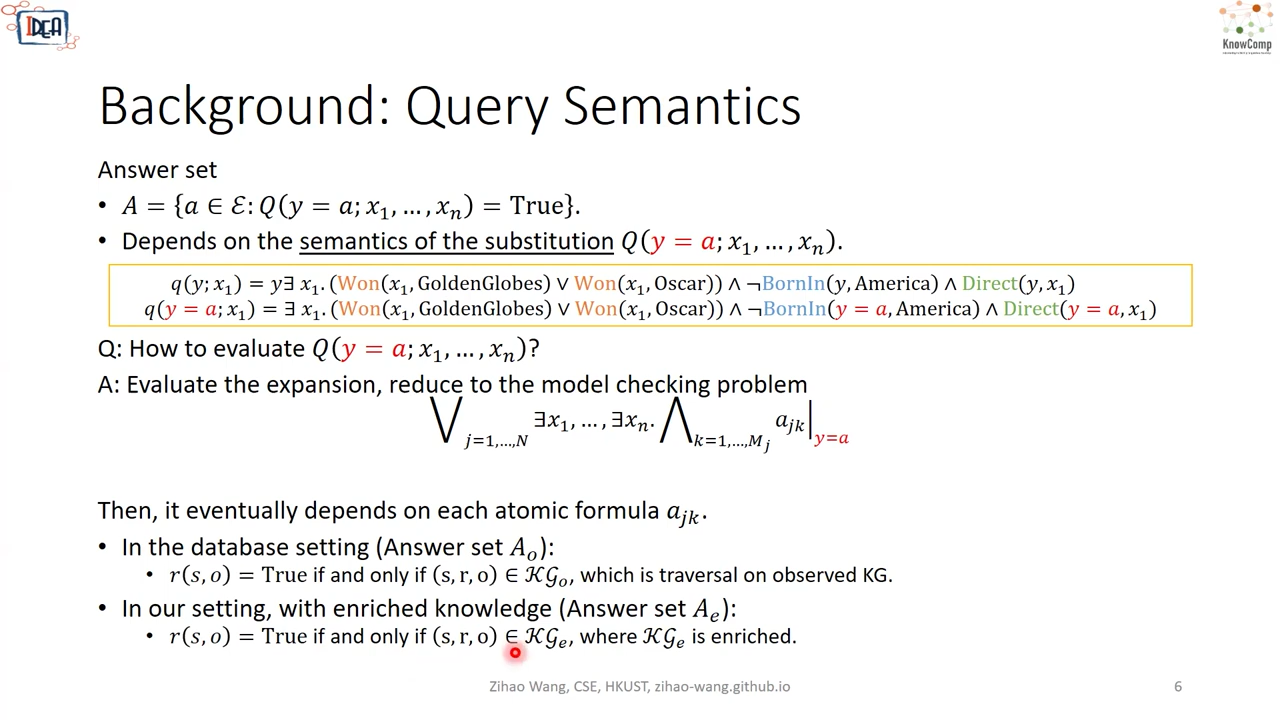 IDEA
KnowComp
Background: Query Semantics
Answer set
• A = {a ∈ ℰ: Q(y = a; x₁, …, xₙ) = True}.
• Depends on the semantics of the substitution Q(y = a; x₁, …, xₙ).
q(y; x₁) = y∃ x₁. (Won(x₁, GoldenGlobes) ∨ Won(x₁, Oscar)) ∧ ¬BornIn(y, America) ∧ Direct(y, x₁)
q(y = a; x₁) = ∃ x₁. (Won(x₁, GoldenGlobes) ∨ Won(x₁, Oscar)) ∧ ¬BornIn(y = a, America) ∧ Direct(y = a, x₁)
Q: How to evaluate Q(y = a; x₁, …, xₙ)?
A: Evaluate the expansion, reduce to the model checking problem
⋁ j=1,…,N ∃x₁, …, ∃xₙ. ⋀ k=1,…,Mⱼ aⱼₖ| y=a
Then, it eventually depends on each atomic formula aⱼₖ.
• In the database setting (Answer set Aₒ):
• r(s, o) = True if and only if (s, r, o) ∈ 𝒦𝒢ₒ, which is traversal on observed KG.
• In our setting, with enriched knowledge (Answer set Aₑ):
• r(s, o) = True if and only if (s, r, o) ∈ 𝒦𝒢ₑ, where 𝒦𝒢ₑ is enriched.
Zihao Wang, CSE, HKUST, zihao-wang.github.io
6